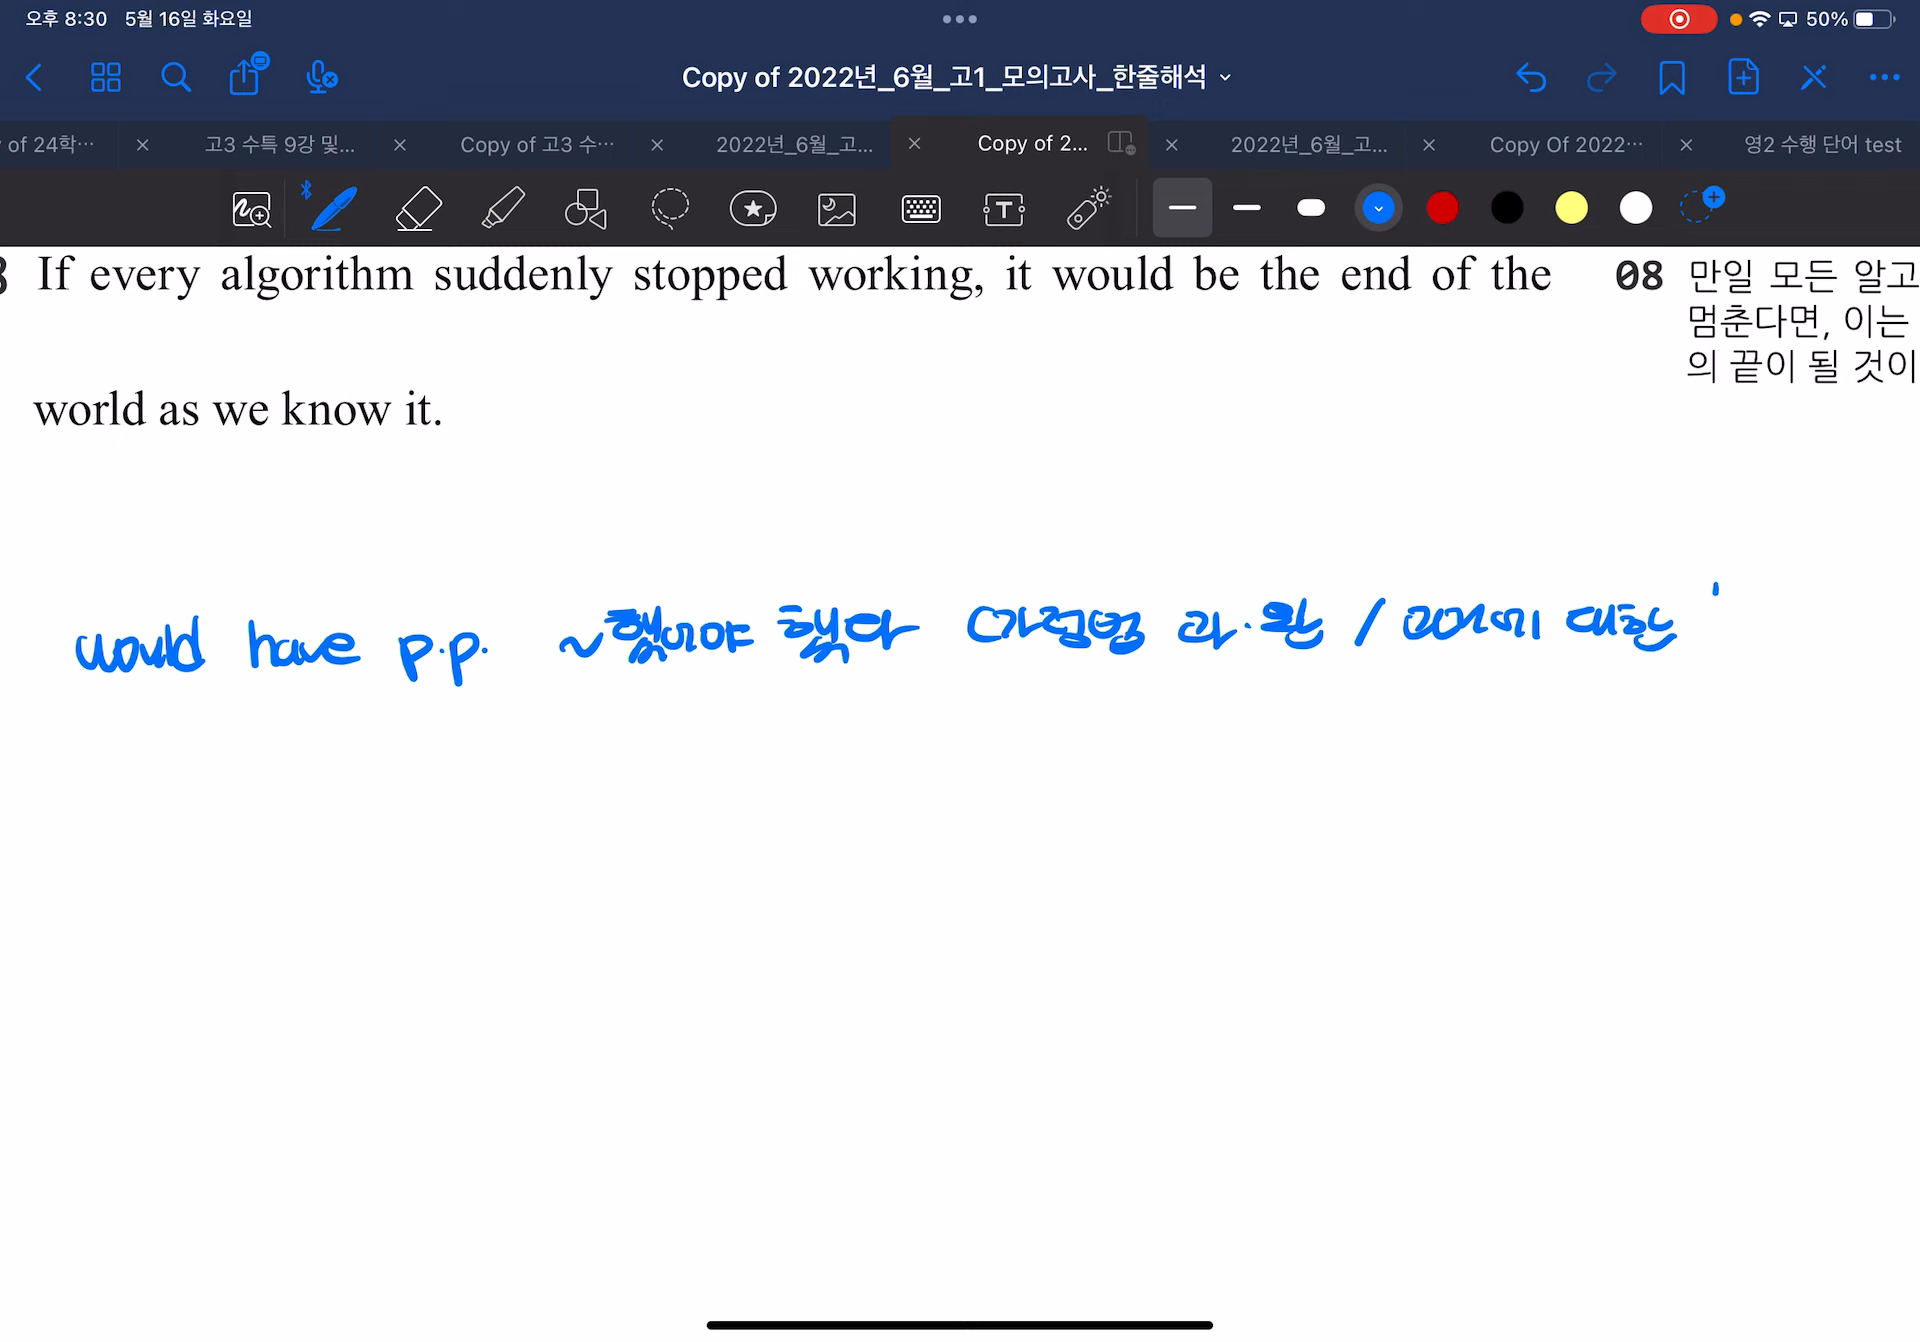 오후 8:30 5월 16일 화요일
50%
Copy of 2022년_6월_고1_모의고사_한줄해석
of 24학···
고3 수특 9강 및...
Copy of 고3 수···
2022년_6월_고...
Copy of 2...
2022년_6월_고...
Copy Of 2022···
영2 수행 단어 test
If every algorithm suddenly stopped working, it would be the end of the
world as we know it.
08 만일 모든 알고
멈춘다면, 이는
의 끝이 될 것이
would have p.p. ~했어야 했다 (가정법 과·완 / 과거에 대한